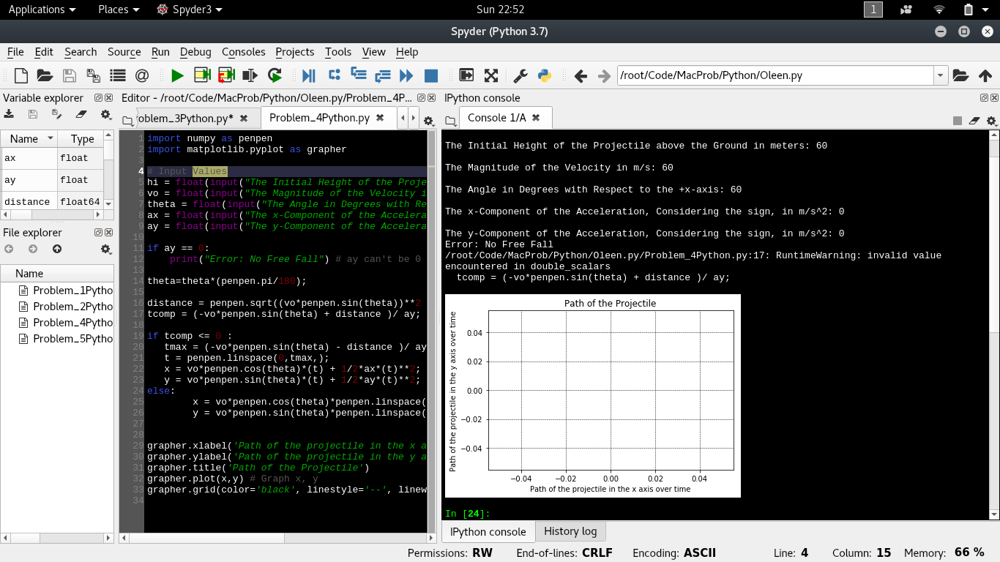 Applications Places Spyder3 Sun 22:52 1
Spyder (Python 3.7)
File Edit Search Source Run Debug Consoles Projects Tools View Help
/root/Code/MacProb/Python/Oleen.py
Variable explorer
Name Type
ax float
ay float
distance float64
File explorer
Name
Problem_1Pytho
Problem_2Pytho
Problem_4Pytho
Problem_5Pytho
Editor - /root/Code/MacProb/Python/Oleen.py/Problem_4P...
oblem_3Python.py* Problem_4Python.py
1 import numpy as penpen
2 import matplotlib.pyplot as grapher
3
4 # Input Values
5 hi = float(input("The Initial Height of the Proje
6 vo = float(input("The Magnitude of the Velocity i
7 theta = float(input("The Angle in Degrees with Re
8 ax = float(input("The x-Component of the Accelera
9 ay = float(input("The y-Component of the Accelera
10
11 if ay == 0:
12     print("Error: No Free Fall") # ay can't be 0
13
14 theta=theta*(penpen.pi/180);
15
16 distance = penpen.sqrt((vo*penpen.sin(theta))**2
17 tcomp = (-vo*penpen.sin(theta) + distance )/ ay;
18
19 if tcomp <= 0 :
20    tmax = (-vo*penpen.sin(theta) - distance )/ ay
21    t = penpen.linspace(0,tmax,);
22    x = vo*penpen.cos(theta)*(t) + 1/2*ax*(t)**2;
23    y = vo*penpen.sin(theta)*(t) + 1/2*ay*(t)**2;
24 else:
25         x = vo*penpen.cos(theta)*penpen.linspace(
26         y = vo*penpen.sin(theta)*penpen.linspace(
27
28
29 grapher.xlabel('Path of the projectile in the x a
30 grapher.ylabel('Path of the projectile in the y a
31 grapher.title('Path of the Projectile')
32 grapher.plot(x,y) # Graph x, y
33 grapher.grid(color='black', linestyle='--', linew
34
IPython console
Console 1/A
The Initial Height of the Projectile above the Ground in meters: 60
The Magnitude of the Velocity in m/s: 60
The Angle in Degrees with Respect to the +x-axis: 60
The x-Component of the Acceleration, Considering the sign, in m/s^2: 0
The y-Component of the Acceleration, Considering the sign, in m/s^2: 0
Error: No Free Fall
/root/Code/MacProb/Python/Oleen.py/Problem_4Python.py:17: RuntimeWarning: invalid value
encountered in double_scalars
  tcomp = (-vo*penpen.sin(theta) + distance )/ ay;
Path of the Projectile
Path of the projectile in the y axis over time
0.04
0.02
0.00
−0.02
−0.04
−0.04 −0.02 0.00 0.02 0.04
Path of the projectile in the x axis over time
In [24]:
IPython console History log
Permissions: RW End-of-lines: CRLF Encoding: ASCII Line: 4 Column: 15 Memory: 66 %